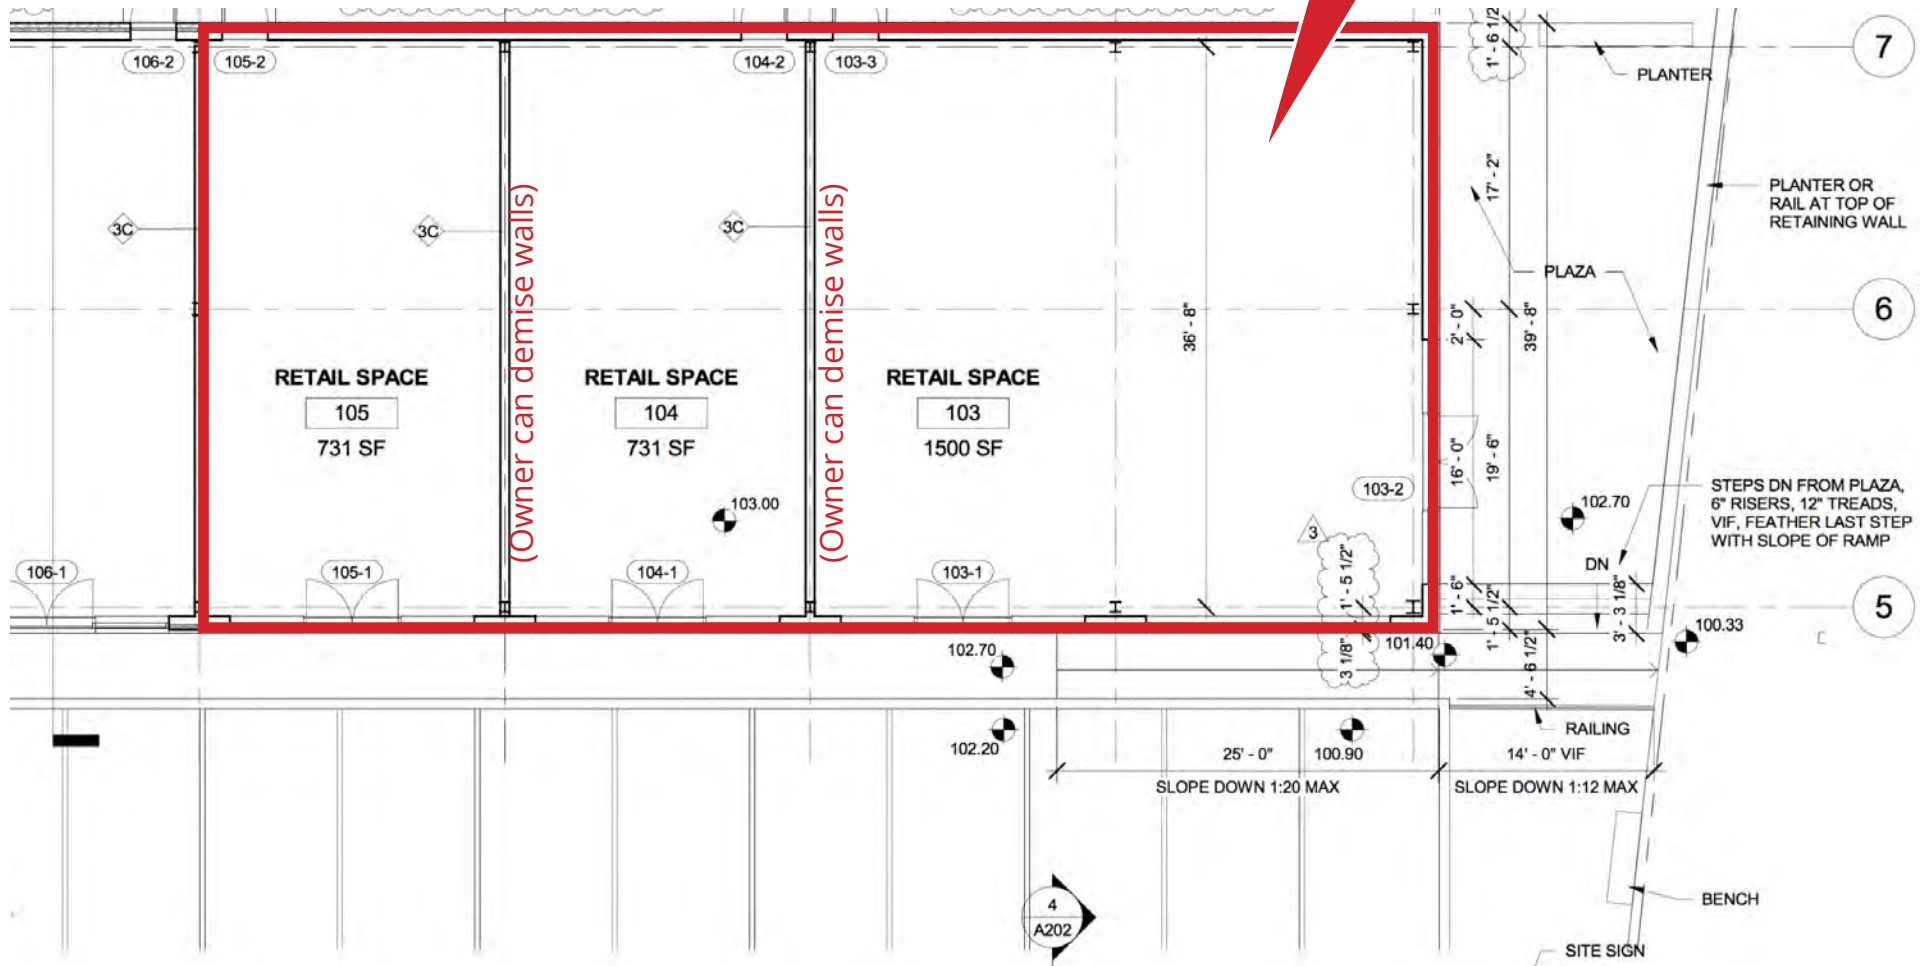 1' - 6 1/2"
7
106-2
105-2
104-2
103-3
PLANTER
17' - 2"
PLANTER OR
RAIL AT TOP OF
RETAINING WALL
3C
3C
3C
(Owner can demise walls)
(Owner can demise walls)
PLAZA
36' - 8"
2' - 0"
39' - 8"
6
RETAIL SPACE
105
731 SF
RETAIL SPACE
104
731 SF
RETAIL SPACE
103
1500 SF
16' - 0"
19' - 6"
103-2
103.00
102.70
STEPS DN FROM PLAZA,
6" RISERS, 12" TREADS,
VIF, FEATHER LAST STEP
WITH SLOPE OF RAMP
3
DN
106-1
105-1
104-1
103-1
1' - 5 1/2"
1' - 6"
1' - 5 1/2"
3' - 3 1/8"
5
102.70
3 1/8"
101.40
4' - 6 1/2"
100.33
RAILING
102.20
25' - 0"
100.90
14' - 0" VIF
SLOPE DOWN 1:20 MAX
SLOPE DOWN 1:12 MAX
4
A202
BENCH
SITE SIGN